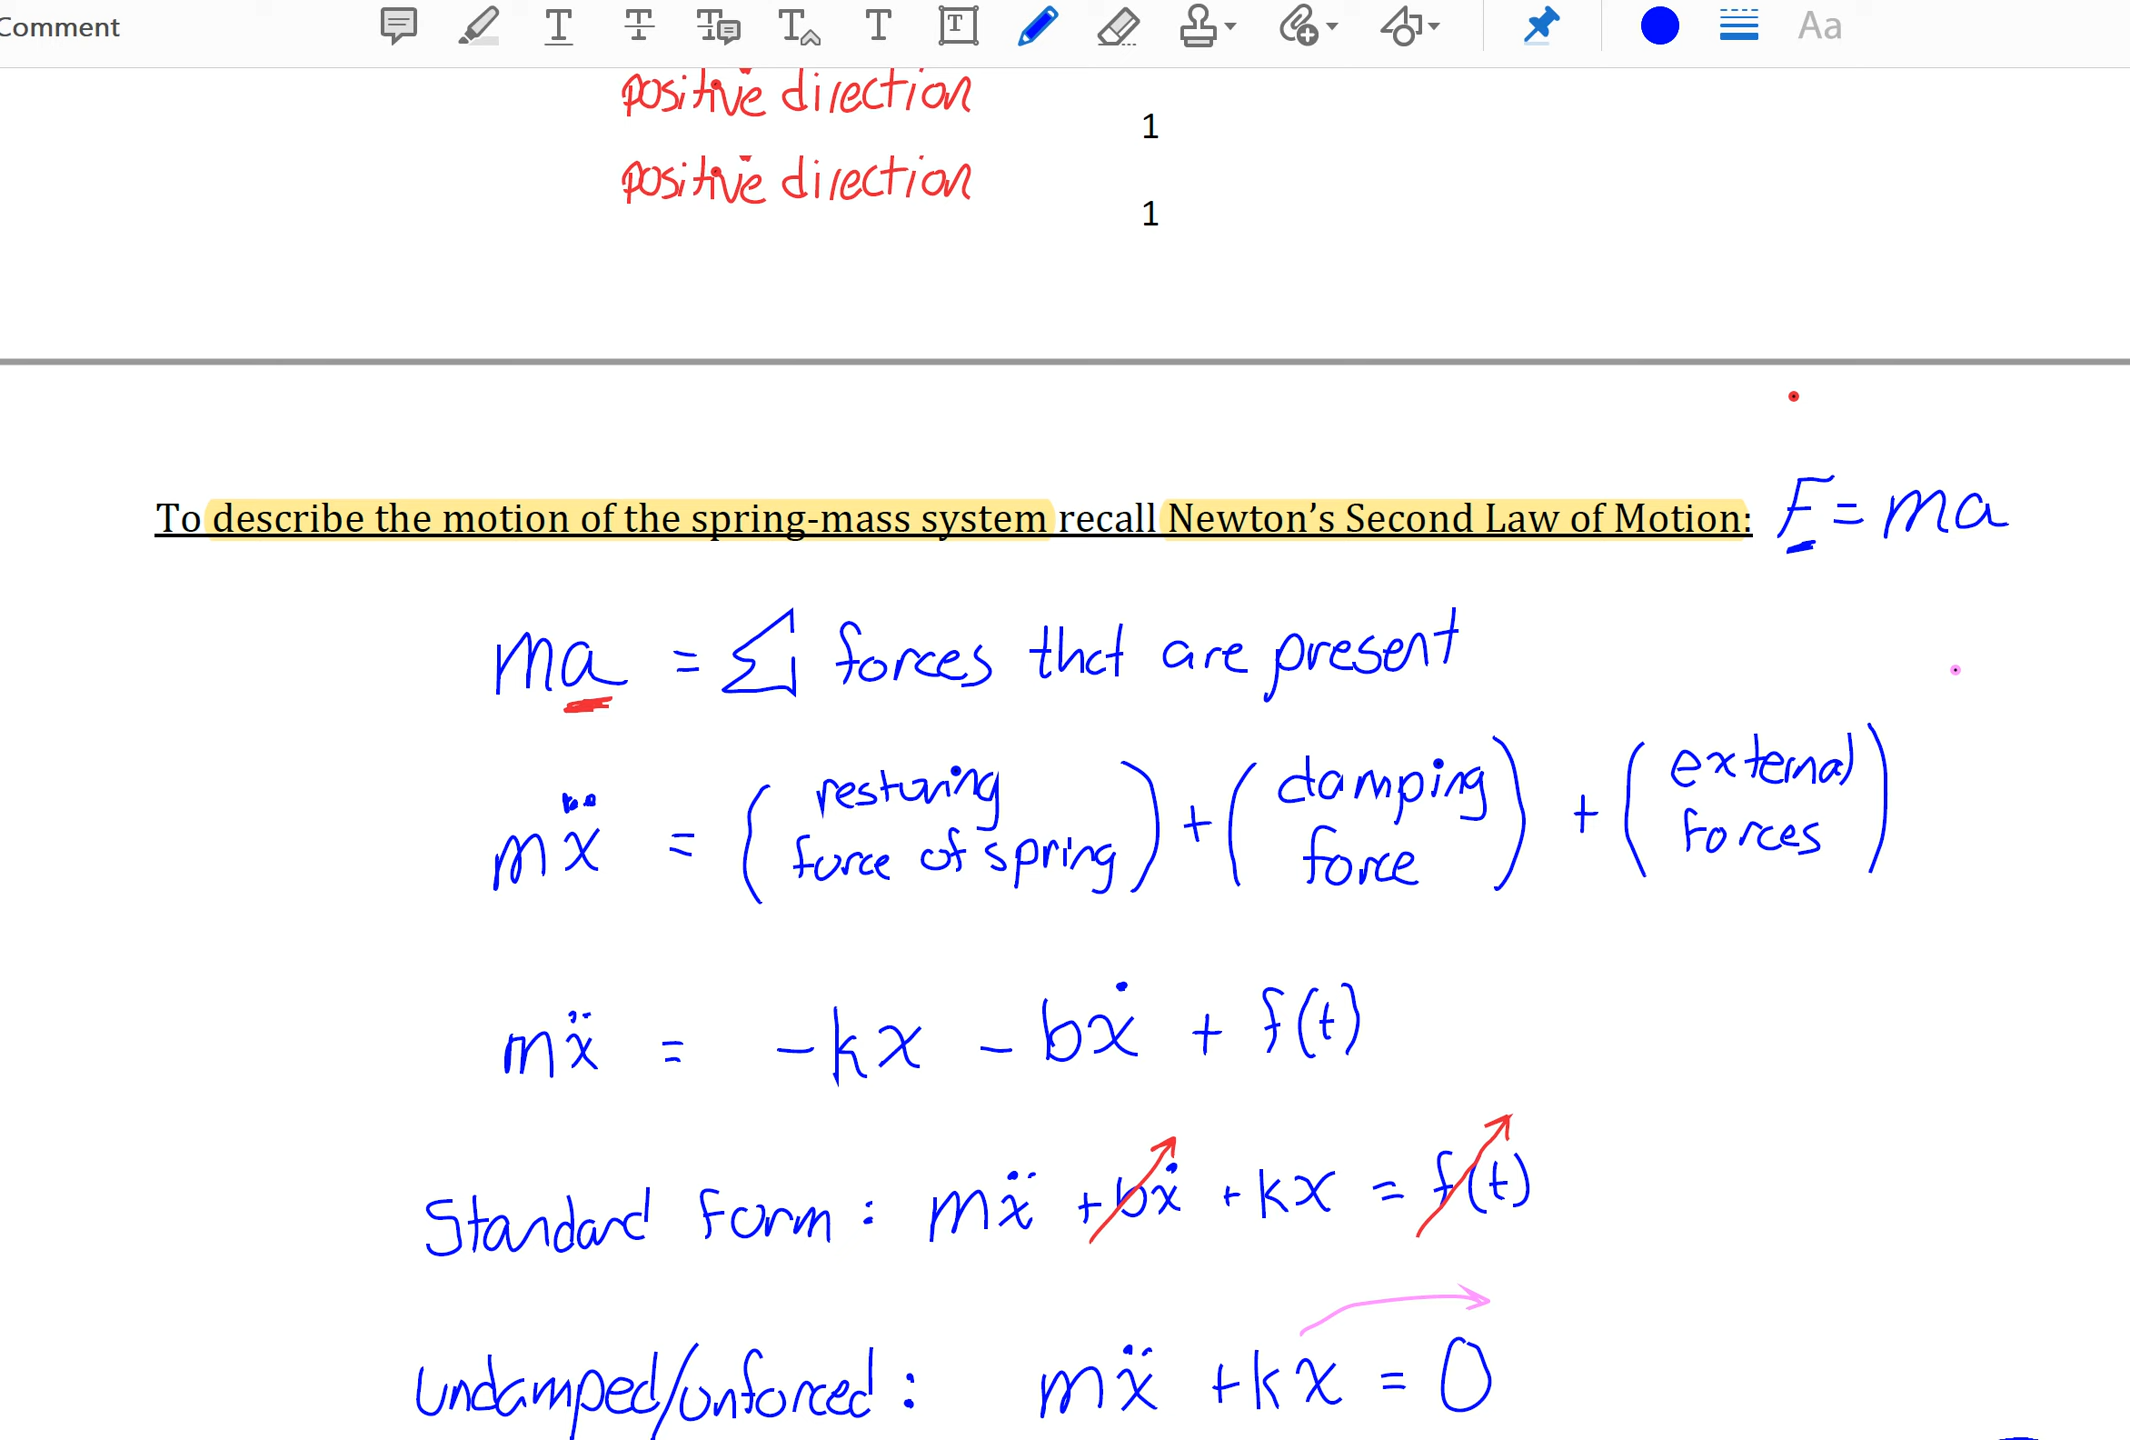 Comment Aa
positive direction
1
positive direction
1
To describe the motion of the spring-mass system recall Newton's Second Law of Motion: F = ma
ma = Σ forces that are present
mẍ = (restoring force of spring) + (damping force) + (external forces)
mẍ = -kx - bẋ + f(t)
Standard form: mẍ + bẋ + kx = f(t)
Undamped/unforced: mẍ + kx = 0